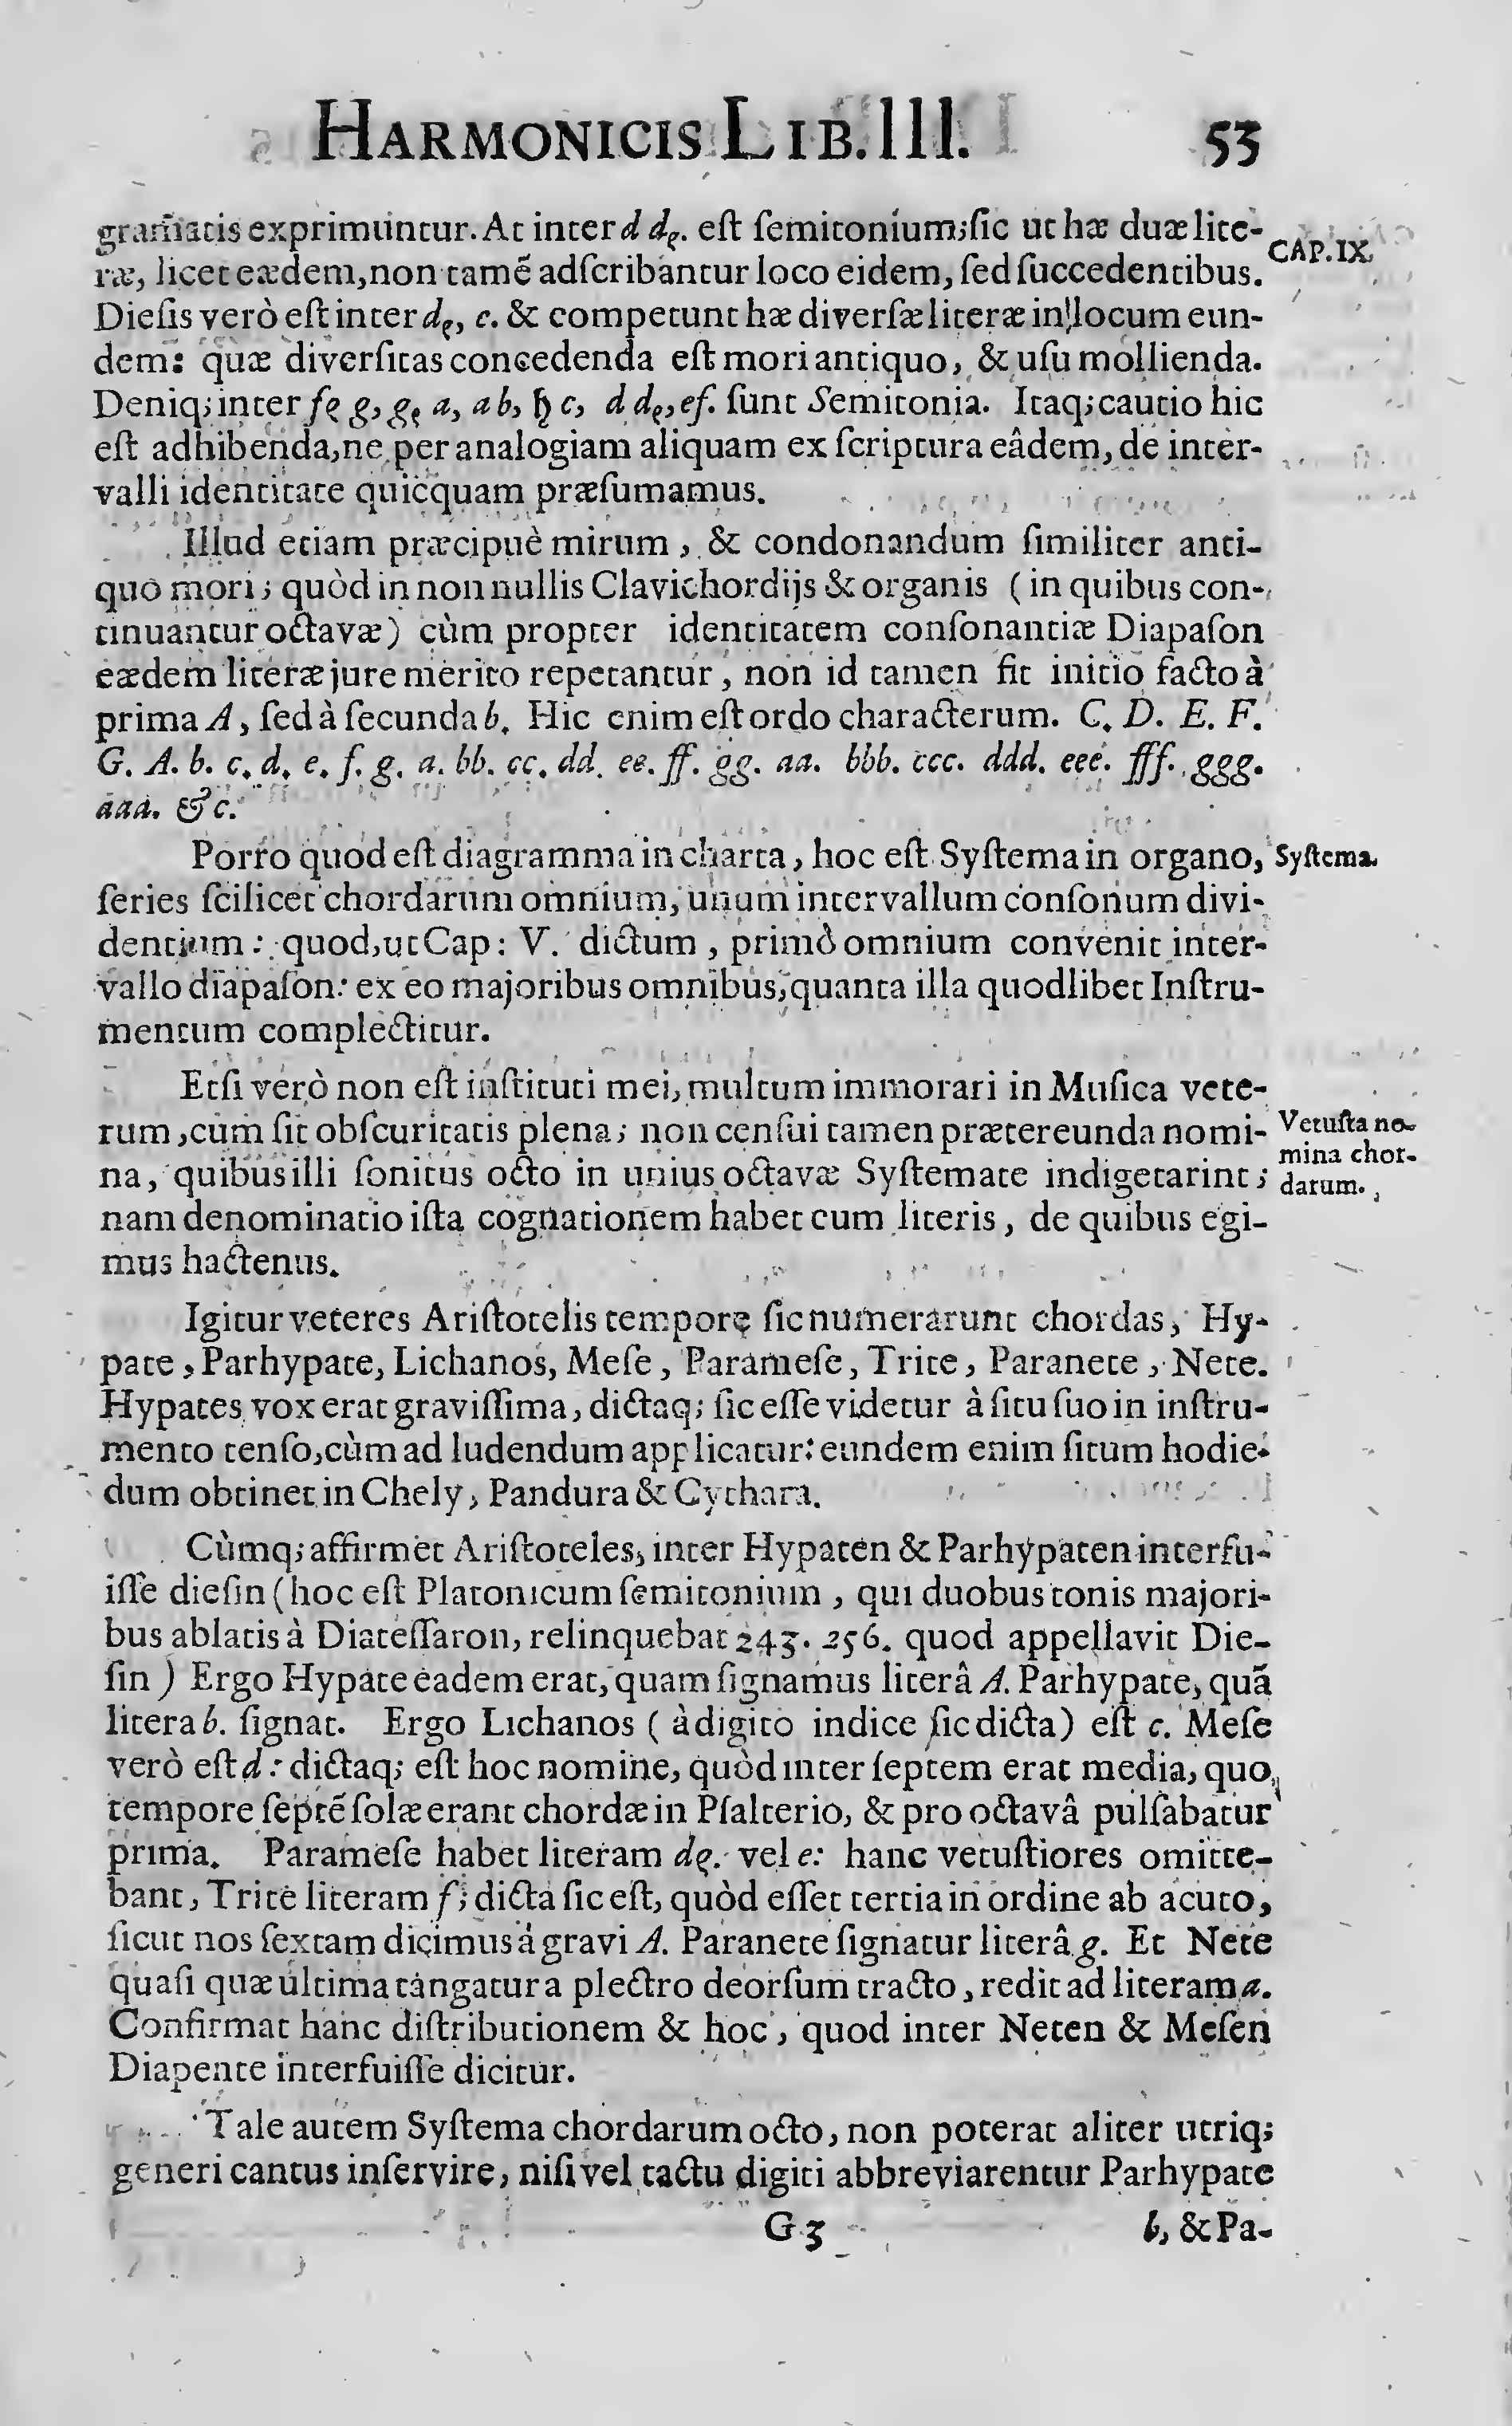 HARMONICIS LIB. III. 53
gram̃atis exprimuntur. At inter d dę. eſt ſemitonium; ſic ut hæ duæ lite-
CAP. IX.
ræ, licet eædem, non tamẽ adſcribantur loco eidem, ſed ſuccedentibus.
Dieſis verò eſt inter dę, c. & competunt hæ diverſæ literæ in locum eun-
dem: quæ diverſitas concedenda eſt mori antiquo, & uſu mollienda.
Deniq; inter fę g, gę a, a b, ♮ c, d dę, ef. ſunt Semitonia. Itaq; cautio hic
eſt adhibenda, ne per analogiam aliquam ex ſcriptura eâdem, de inter-
valli identitate quicquam præſumamus.
Illud etiam præcipuè mirum, & condonandum ſimiliter anti-
quo mori; quòd in non nullis Clavichordijs & organis (in quibus con-
tinuantur octavæ) cùm propter identitatem conſonantiæ Diapaſon
eædem literæ jure merito repetantur, non id tamen fit initio facto à
prima A, ſed à ſecunda b. Hic enim eſt ordo characterum. C. D. E. F.
G. A. b. c. d. e. f. g. a. bb. cc. dd. ee. ff. gg. aa. bbb. ccc. ddd. eee. fff. ggg.
aaa. &c.
Porro quod eſt diagramma in charta, hoc eſt Syſtema in organo,
Syſtema.
ſeries ſcilicet chordarum omnium, unum intervallum conſonum divi-
dentium: quod, ut Cap: V. dictum, primò omnium convenit inter-
vallo diapaſon: ex eo majoribus omnibus, quanta illa quodlibet Inſtru-
mentum complectitur.
Etſi verò non eſt inſtituti mei, multum immorari in Muſica vete-
rum, cùm ſit obſcuritatis plena; non cenſui tamen prætereunda nomi-
Vetuſta no-
mina chor-
darum.
na, quibus illi ſonitus octo in unius octavæ Syſtemate indigetarint;
nam denominatio iſta cognationem habet cum literis, de quibus egi-
mus hactenus.
Igitur veteres Ariſtotelis tempore ſic numerarunt chordas, Hy-
pate, Parhypate, Lichanos, Meſe, Parameſe, Trite, Paranete, Nete.
Hypates vox erat graviſſima, dictaq; ſic eſſe videtur à ſitu ſuo in inſtru-
mento tenſo, cùm ad ludendum applicatur: eundem enim ſitum hodie-
dum obtinet in Chely, Pandura & Cythara.
Cùmq; affirmet Ariſtoteles, inter Hypaten & Parhypaten interfu-
iſſe dieſin (hoc eſt Platonicum ſemitonium, qui duobus tonis majori-
bus ablatis à Diateſſaron, relinquebat 243. 256. quod appellavit Die-
ſin) Ergo Hypate eadem erat, quam ſignamus literâ A. Parhypate, quã
litera b. ſignat. Ergo Lichanos (à digito indice ſic dicta) eſt c. Meſe
verò eſt d: dictaq; eſt hoc nomine, quòd inter ſeptem erat media, quo
tempore ſeptẽ ſolæ erant chordæ in Pſalterio, & pro octavâ pulſabatur
prima. Parameſe habet literam dę. vel e: hanc vetuſtiores omitte-
bant, Trite literam f; dicta ſic eſt, quòd eſſet tertia in ordine ab acuto,
ſicut nos ſextam dicimus á gravi A. Paranete ſignatur literâ g. Et Nete
quaſi quæ ultima tangatur a plectro deorſum tracto, redit ad literam a.
Confirmat hanc diſtributionem & hoc, quod inter Neten & Meſen
Diapente interfuiſſe dicitur.
Tale autem Syſtema chordarum octo, non poterat aliter utriq;
generi cantus inſervire, niſi vel tactu digiti abbreviarentur Parhypate
G 3 b, & Pa-